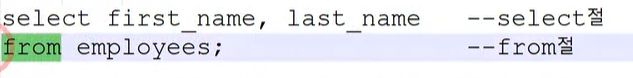 select first_name, last_name   --select절
from employees;                --from절